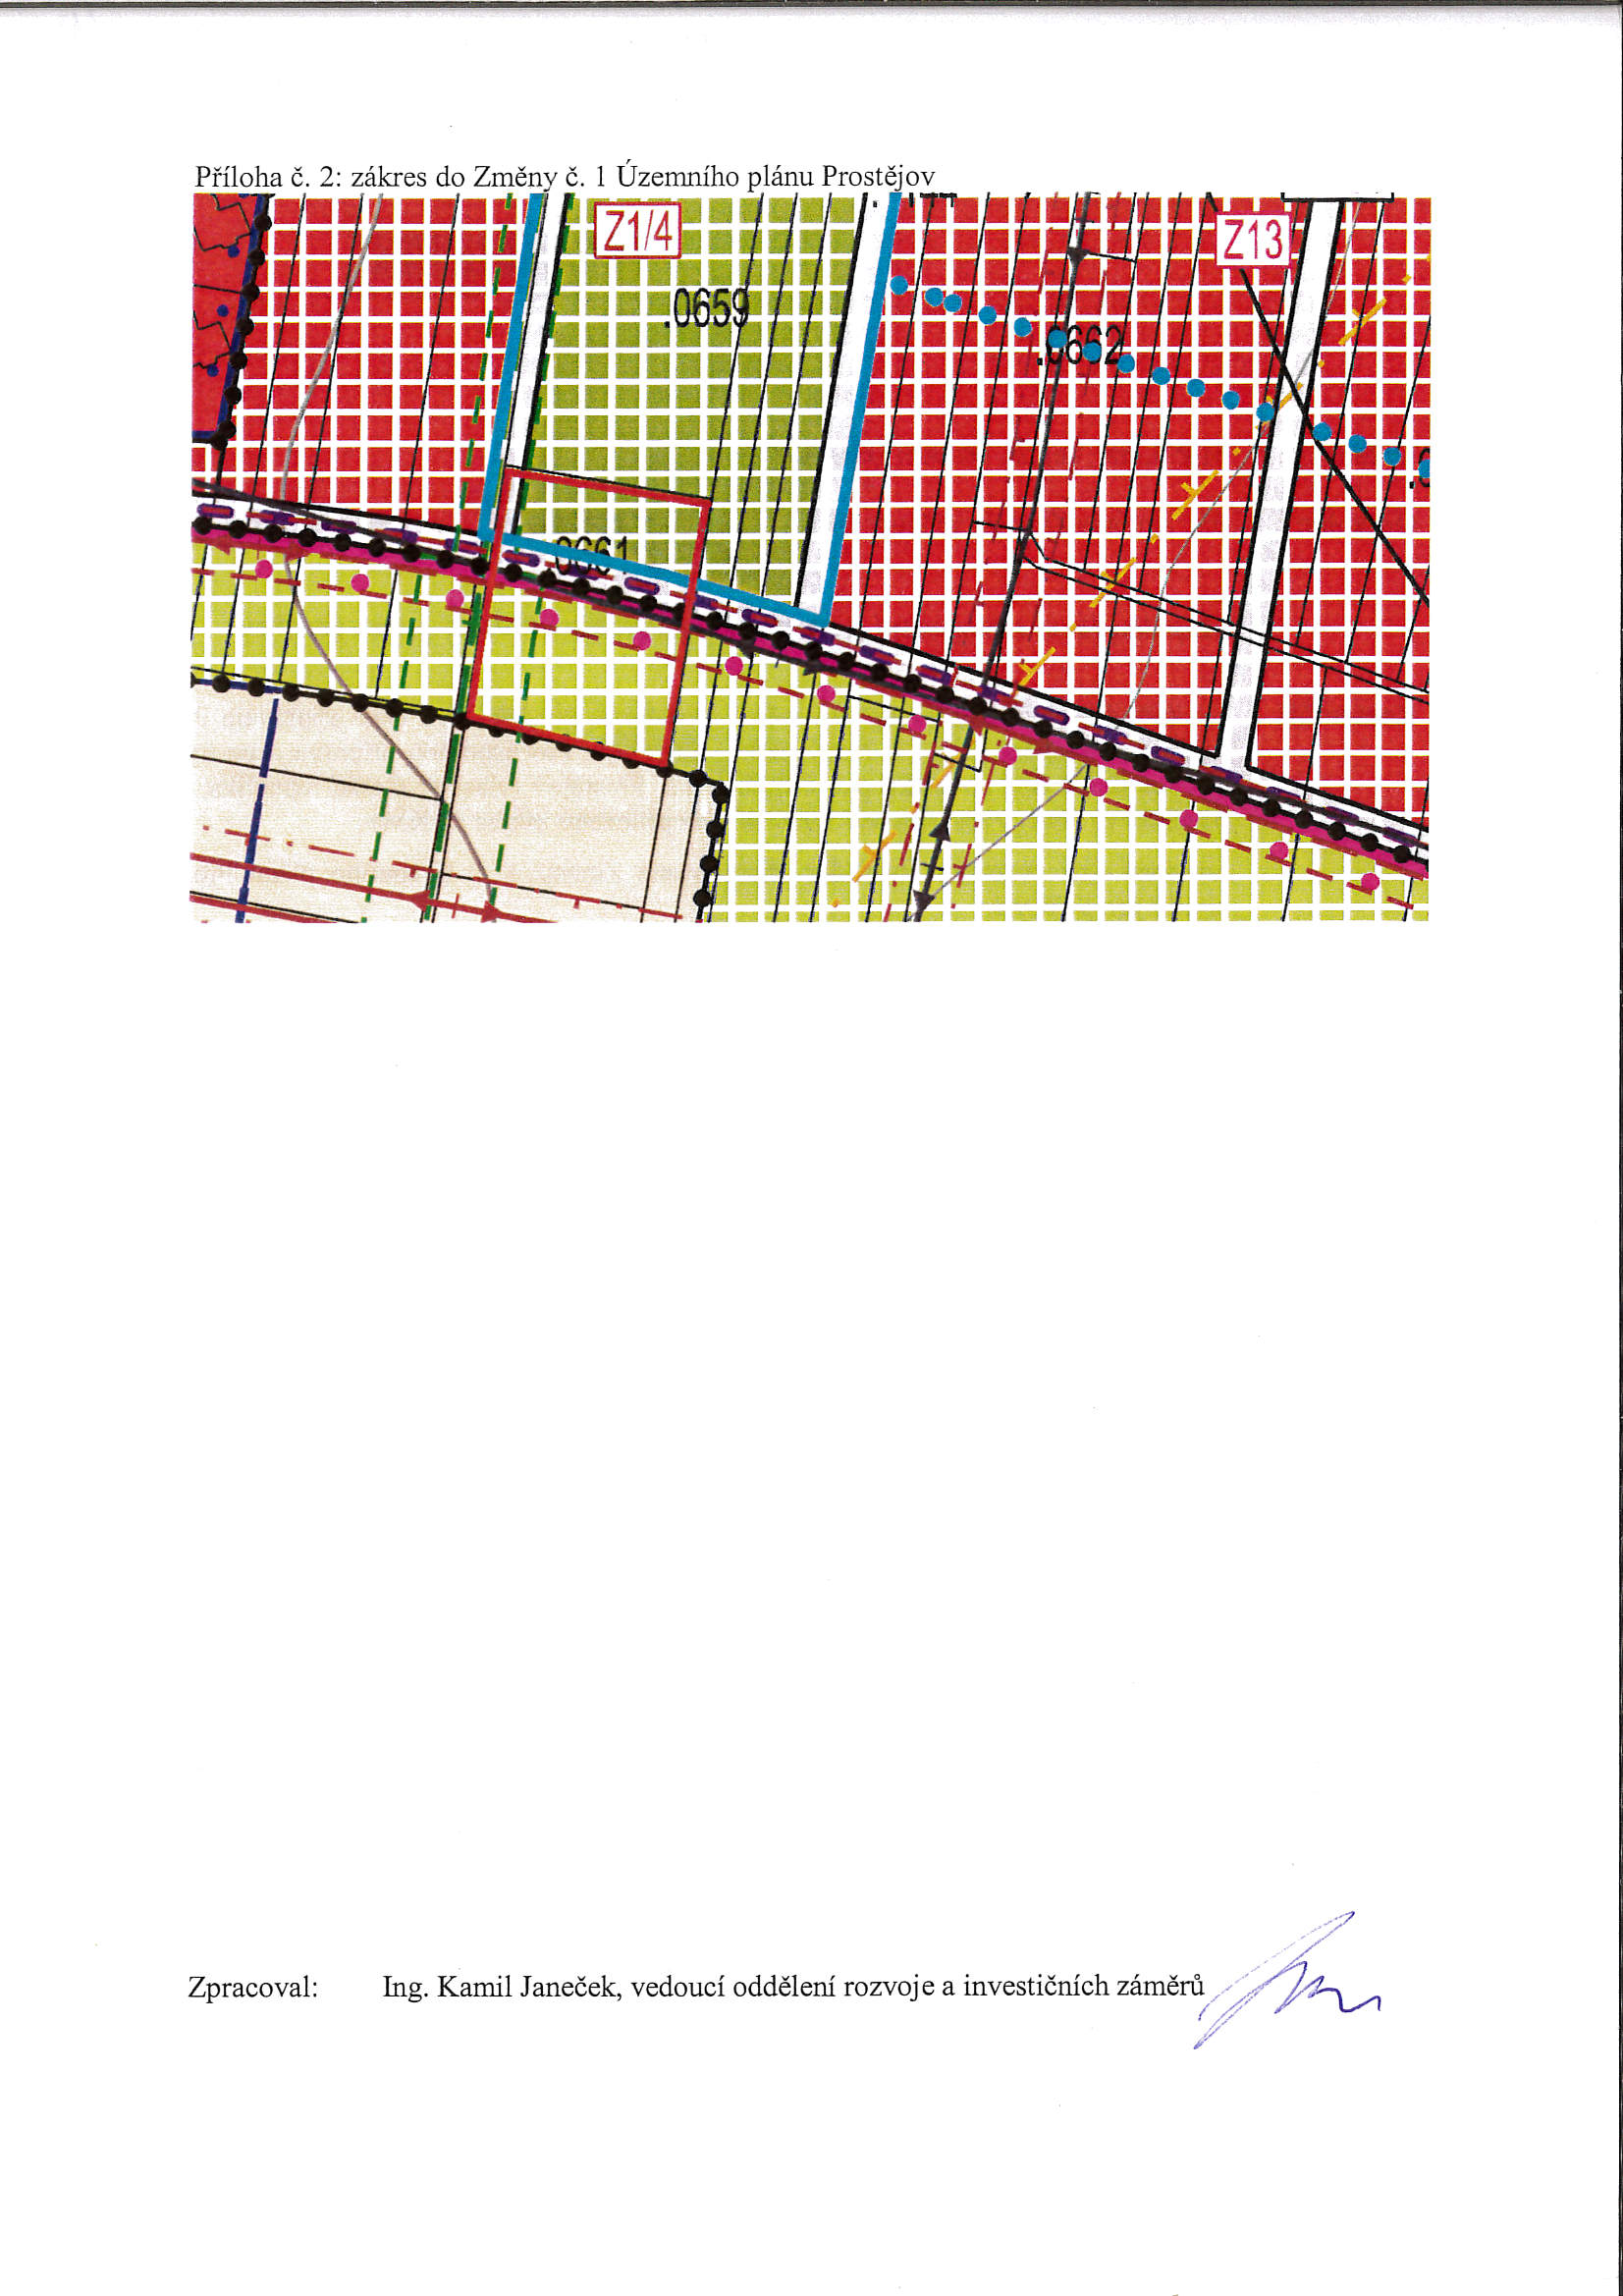 Příloha č. 2: zákres do Změny č. 1 Územního plánu Prostějov
Z1/4
Z13
.0659
.0662
.0661
Zpracoval: Ing. Kamil Janeček, vedoucí oddělení rozvoje a investičních záměrů